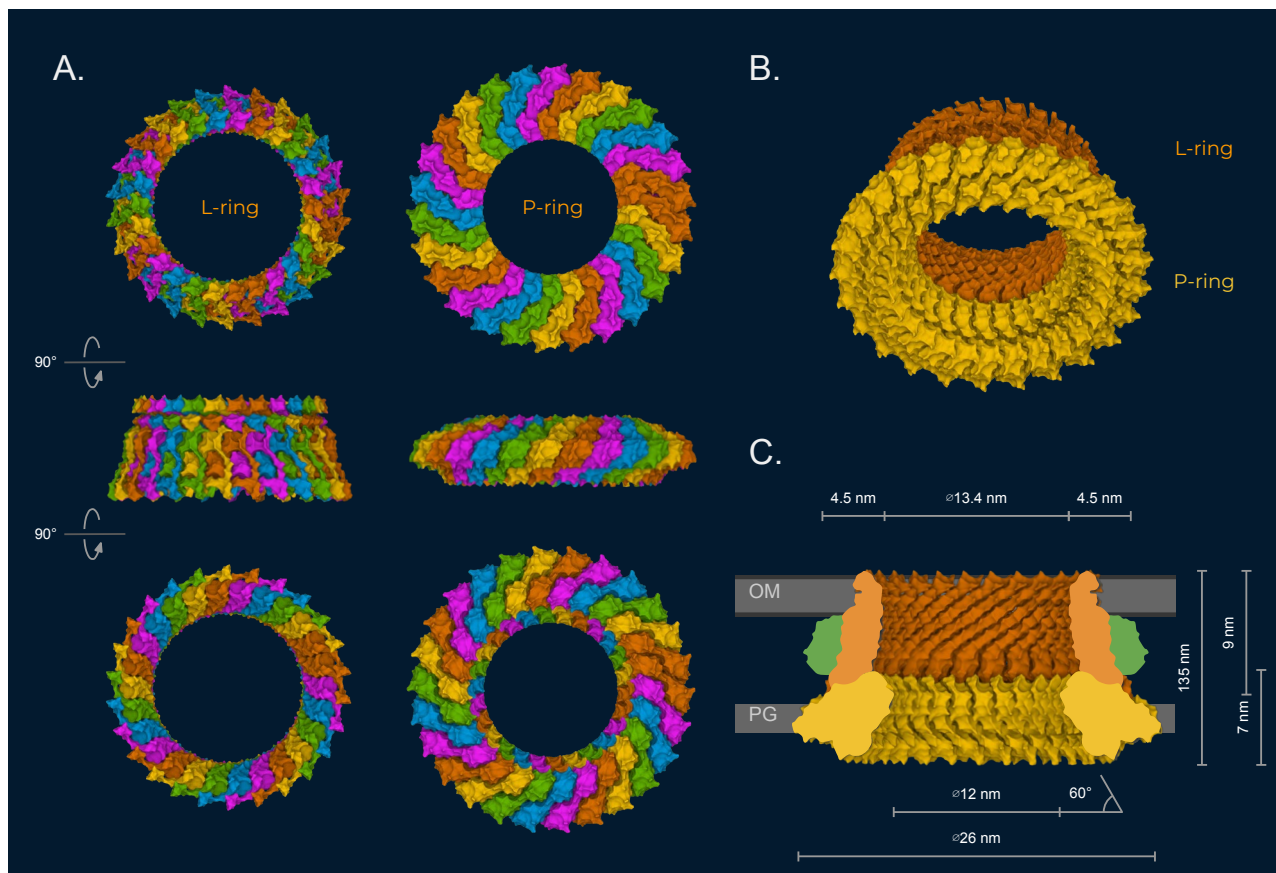 A.
L-ring
P-ring
90°
90°
B.
L-ring
P-ring
C.
4.5 nm
⌀13.4 nm
4.5 nm
OM
PG
135 nm
9 nm
7 nm
⌀12 nm
60°
⌀26 nm